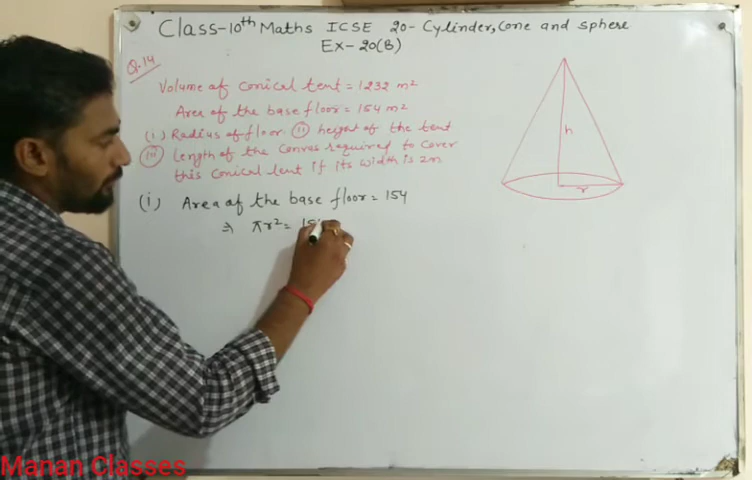 Class-10th Maths ICSE 20- Cylinder, Cone and sphere
Ex-20(B)
Q.14
Volume of conical tent = 1232 m2
Area of the base floor = 154 m2
(i) Radius of floor (ii) height of the tent
(iii) Length of the canvas required to cover
this conical tent if its width is 2m
h
r
(i) Area of the base floor = 154
⇒ πr2 = 15
Manan Classes